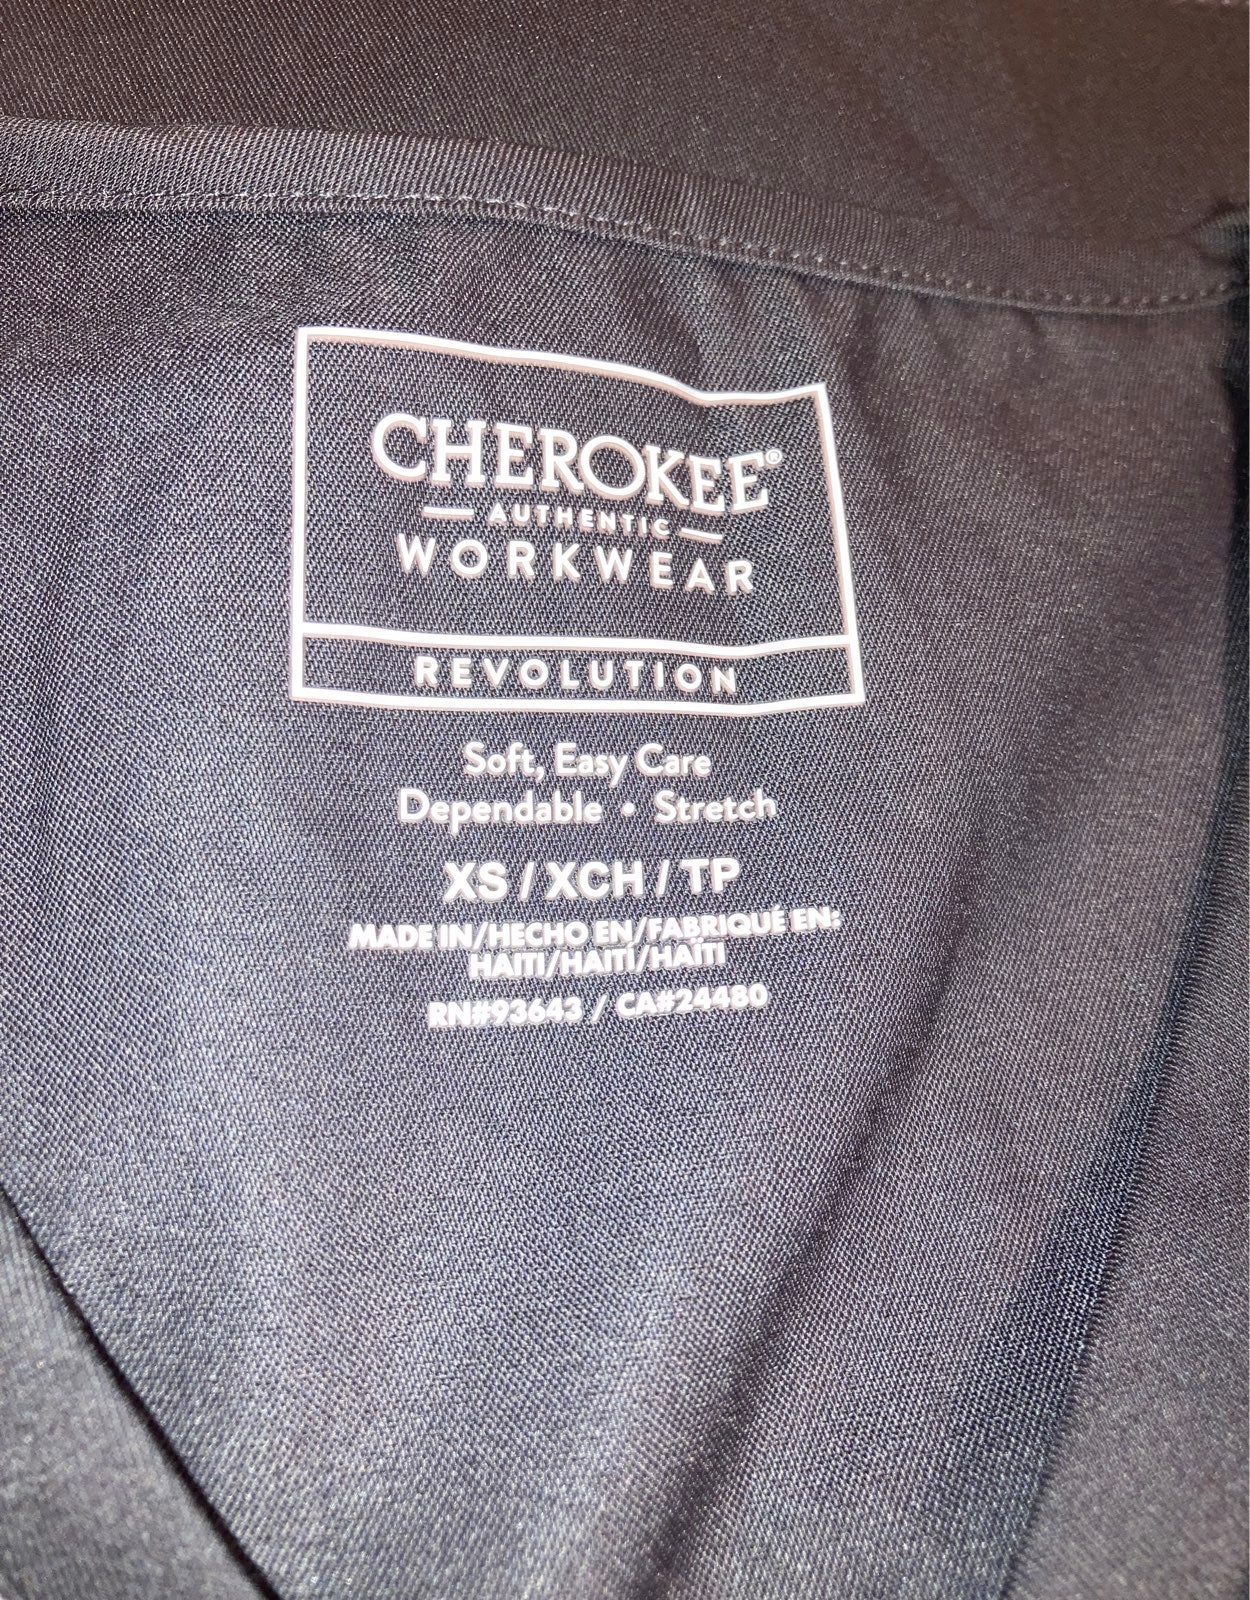 CHEROKEE®
AUTHENTIC
WORKWEAR
REVOLUTION
Soft, Easy Care
Dependable • Stretch
XS / XCH / TP
MADE IN/HECHO EN/FABRIQUÉ EN:
HAITI/HAITÍ/HAÏTI
RN#93643 / CA#24480